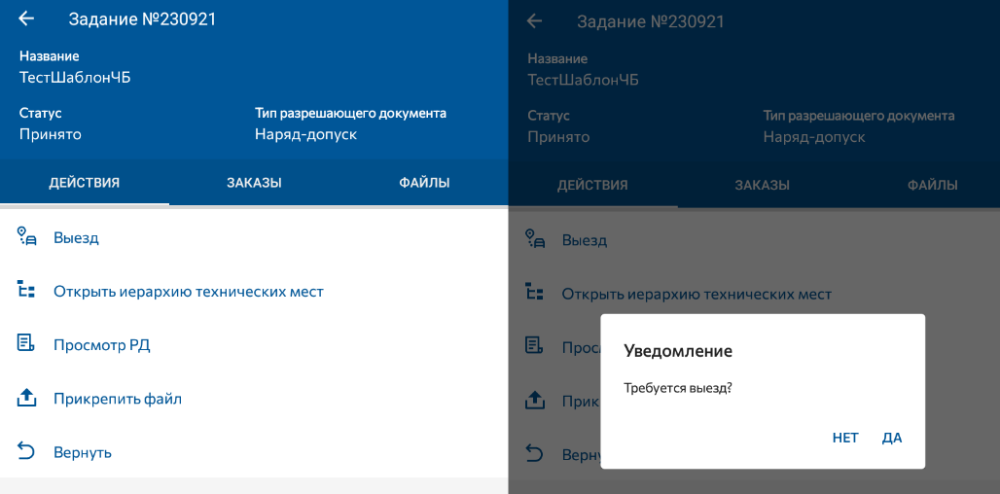 Задание №230921
Название
ТестШаблонЧБ
Статус
Тип разрешающего документа
Принято
Наряд-допуск
ДЕЙСТВИЯ
ЗАКАЗЫ
ФАЙЛЫ
Выезд
Открыть иерархию технических мест
Просмотр РД
Прикрепить файл
Вернуть
Задание №230921
Название
ТестШаблонЧБ
Статус
Тип разрешающего документа
Принято
Наряд-допуск
ДЕЙСТВИЯ
ЗАКАЗЫ
ФАЙЛЫ
Выезд
Открыть иерархию технических мест
Прос
Прик
Верну
Уведомление
Требуется выезд?
НЕТ
ДА